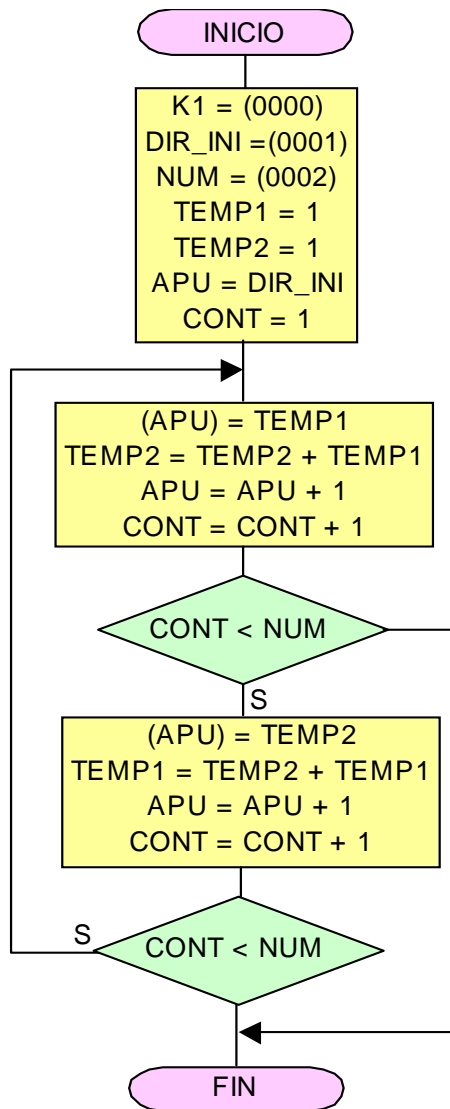 INICIO
K1 = (0000)
DIR_INI =(0001)
NUM = (0002)
TEMP1 = 1
TEMP2 = 1
APU = DIR_INI
CONT = 1
(APU) = TEMP1
TEMP2 = TEMP2 + TEMP1
APU = APU + 1
CONT = CONT + 1
CONT < NUM
S
(APU) = TEMP2
TEMP1 = TEMP2 + TEMP1
APU = APU + 1
CONT = CONT + 1
S
CONT < NUM
FIN